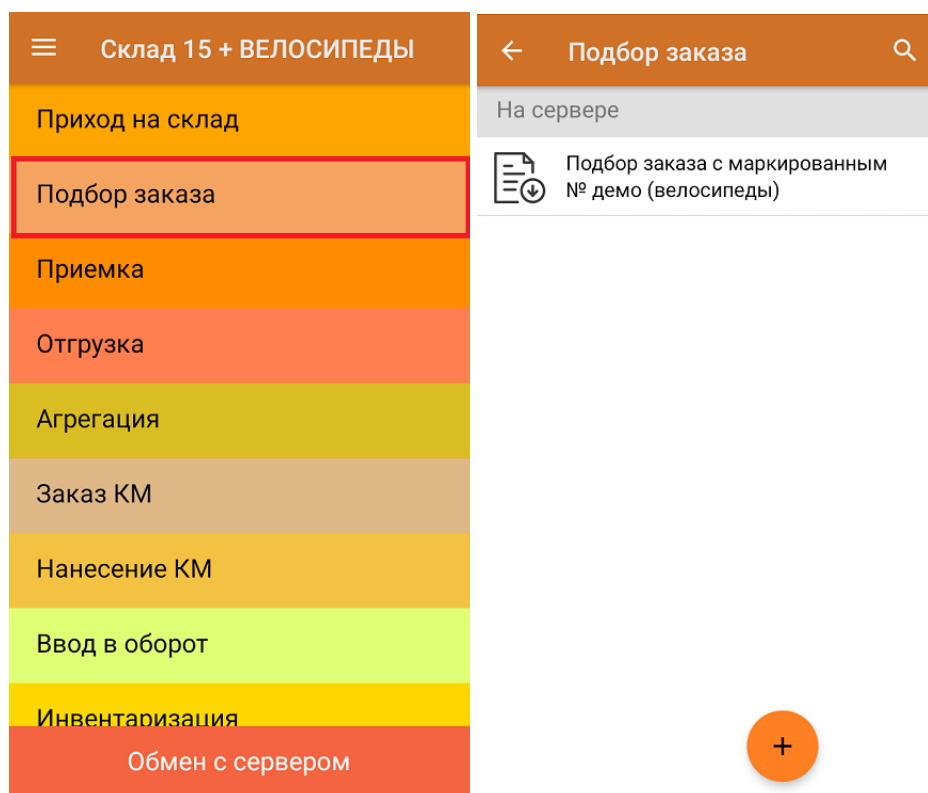 Склад 15 + ВЕЛОСИПЕДЫ
Приход на склад
Подбор заказа
Приемка
Отгрузка
Агрегация
Заказ КМ
Нанесение КМ
Ввод в оборот
Инвентаризация
Обмен с сервером
Подбор заказа
На сервере
Подбор заказа с маркированным
№ демо (велосипеды)
+